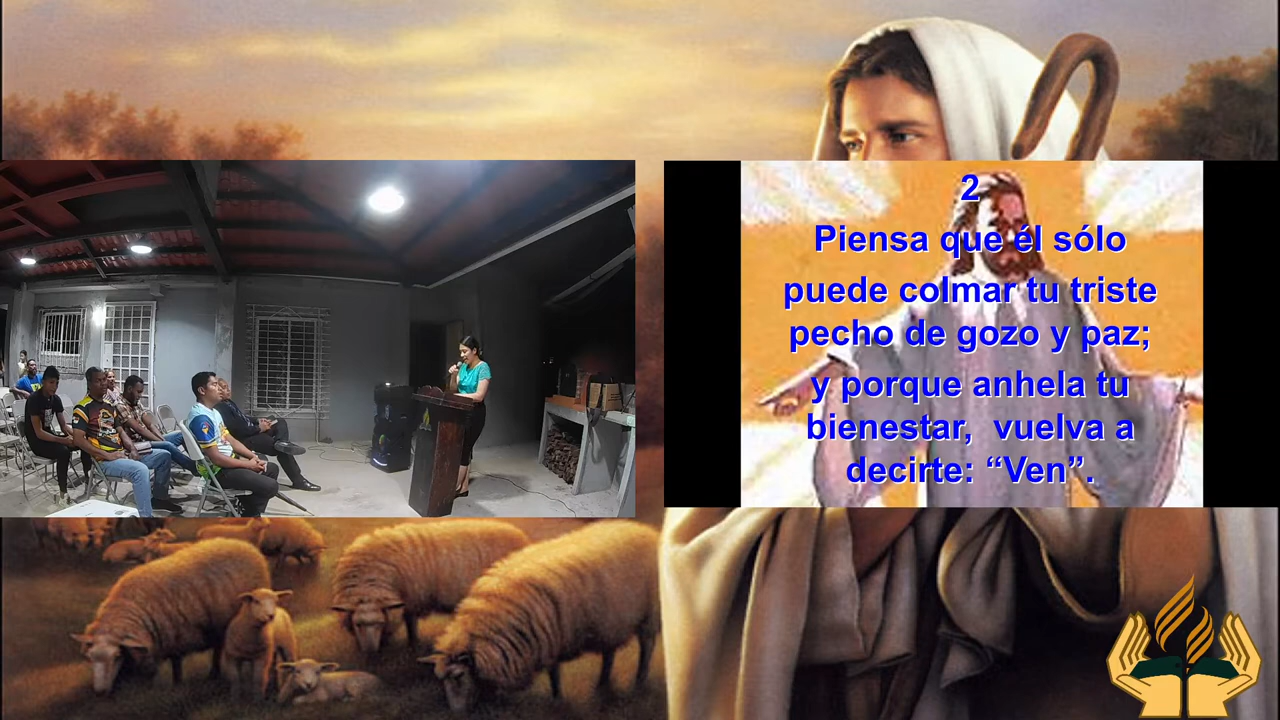 2
Piensa que él sólo
puede colmar tu triste
pecho de gozo y paz;
y porque anhela tu
bienestar, vuelva a
decirte: “Ven”.